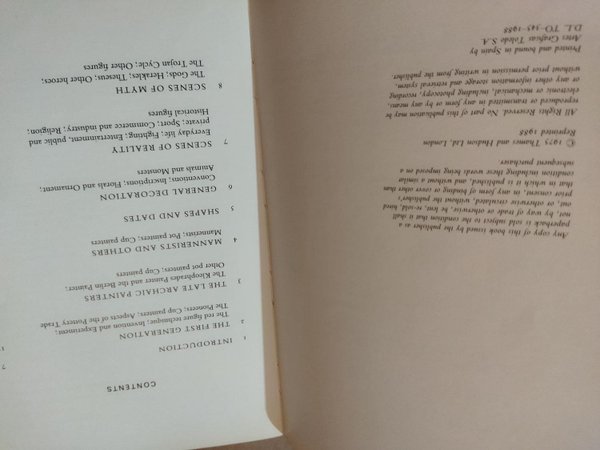 Any copy of this book issued by the publisher as a
paperback is sold subject to the condition that it shall
not, by way of trade or otherwise, be lent, re-sold, hired
out, or otherwise circulated, without the publisher's
prior consent, in any form of binding or cover other than
that in which it is published, and without a similar
condition including these words being imposed on a
subsequent purchaser.
© 1975 Thames and Hudson Ltd, London
Reprinted 1988
All Rights Reserved. No part of this publication may be
reproduced or transmitted in any form or by any means,
electronic or mechanical, including photocopy, recording
or any other information storage and retrieval system,
without prior permission in writing from the publisher.
Printed and bound in Spain by
Artes Graficas Toledo S.A.
D.L. TO-345-1988
CONTENTS
1 INTRODUCTION 7
2 THE FIRST GENERATION
The red figure technique; Invention and Experiment;
The Pioneers; Cup painters; Aspects of the Pottery Trade
3 THE LATE ARCHAIC PAINTERS
The Kleophrades Painter and the Berlin Painter;
Other pot painters; Cup painters
4 MANNERISTS AND OTHERS
Mannerists; Pot painters; Cup painters
5 SHAPES AND DATES
6 GENERAL DECORATION
Conventions; Inscriptions; Florals and Ornament;
Animals and Monsters
7 SCENES OF REALITY
Everyday life; Fighting; Entertainment, public and
private; Sport; Commerce and industry; Religion;
Historical figures
8 SCENES OF MYTH
The Gods; Herakles; Theseus; Other heroes;
The Trojan Cycle; Other figures